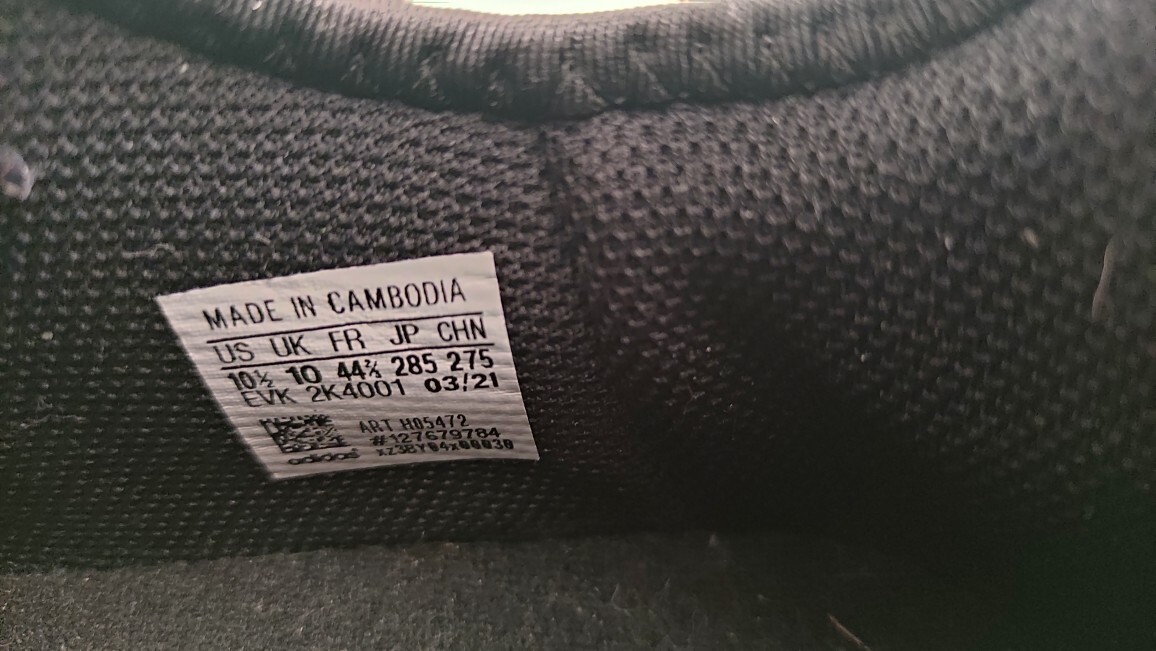 MADE IN CAMBODIA
US UK FR JP CHN
10½ 10 44⅔ 285 275
EVK 2K4001 03/21
ART H05472
#127679784
xz3BY04x00030
adidas